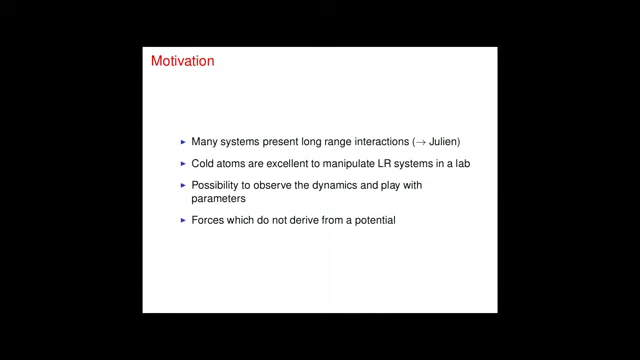 Motivation
▶ Many systems present long range interactions (→ Julien)
▶ Cold atoms are excellent to manipulate LR systems in a lab
▶ Possibility to observe the dynamics and play with
parameters
▶ Forces which do not derive from a potential